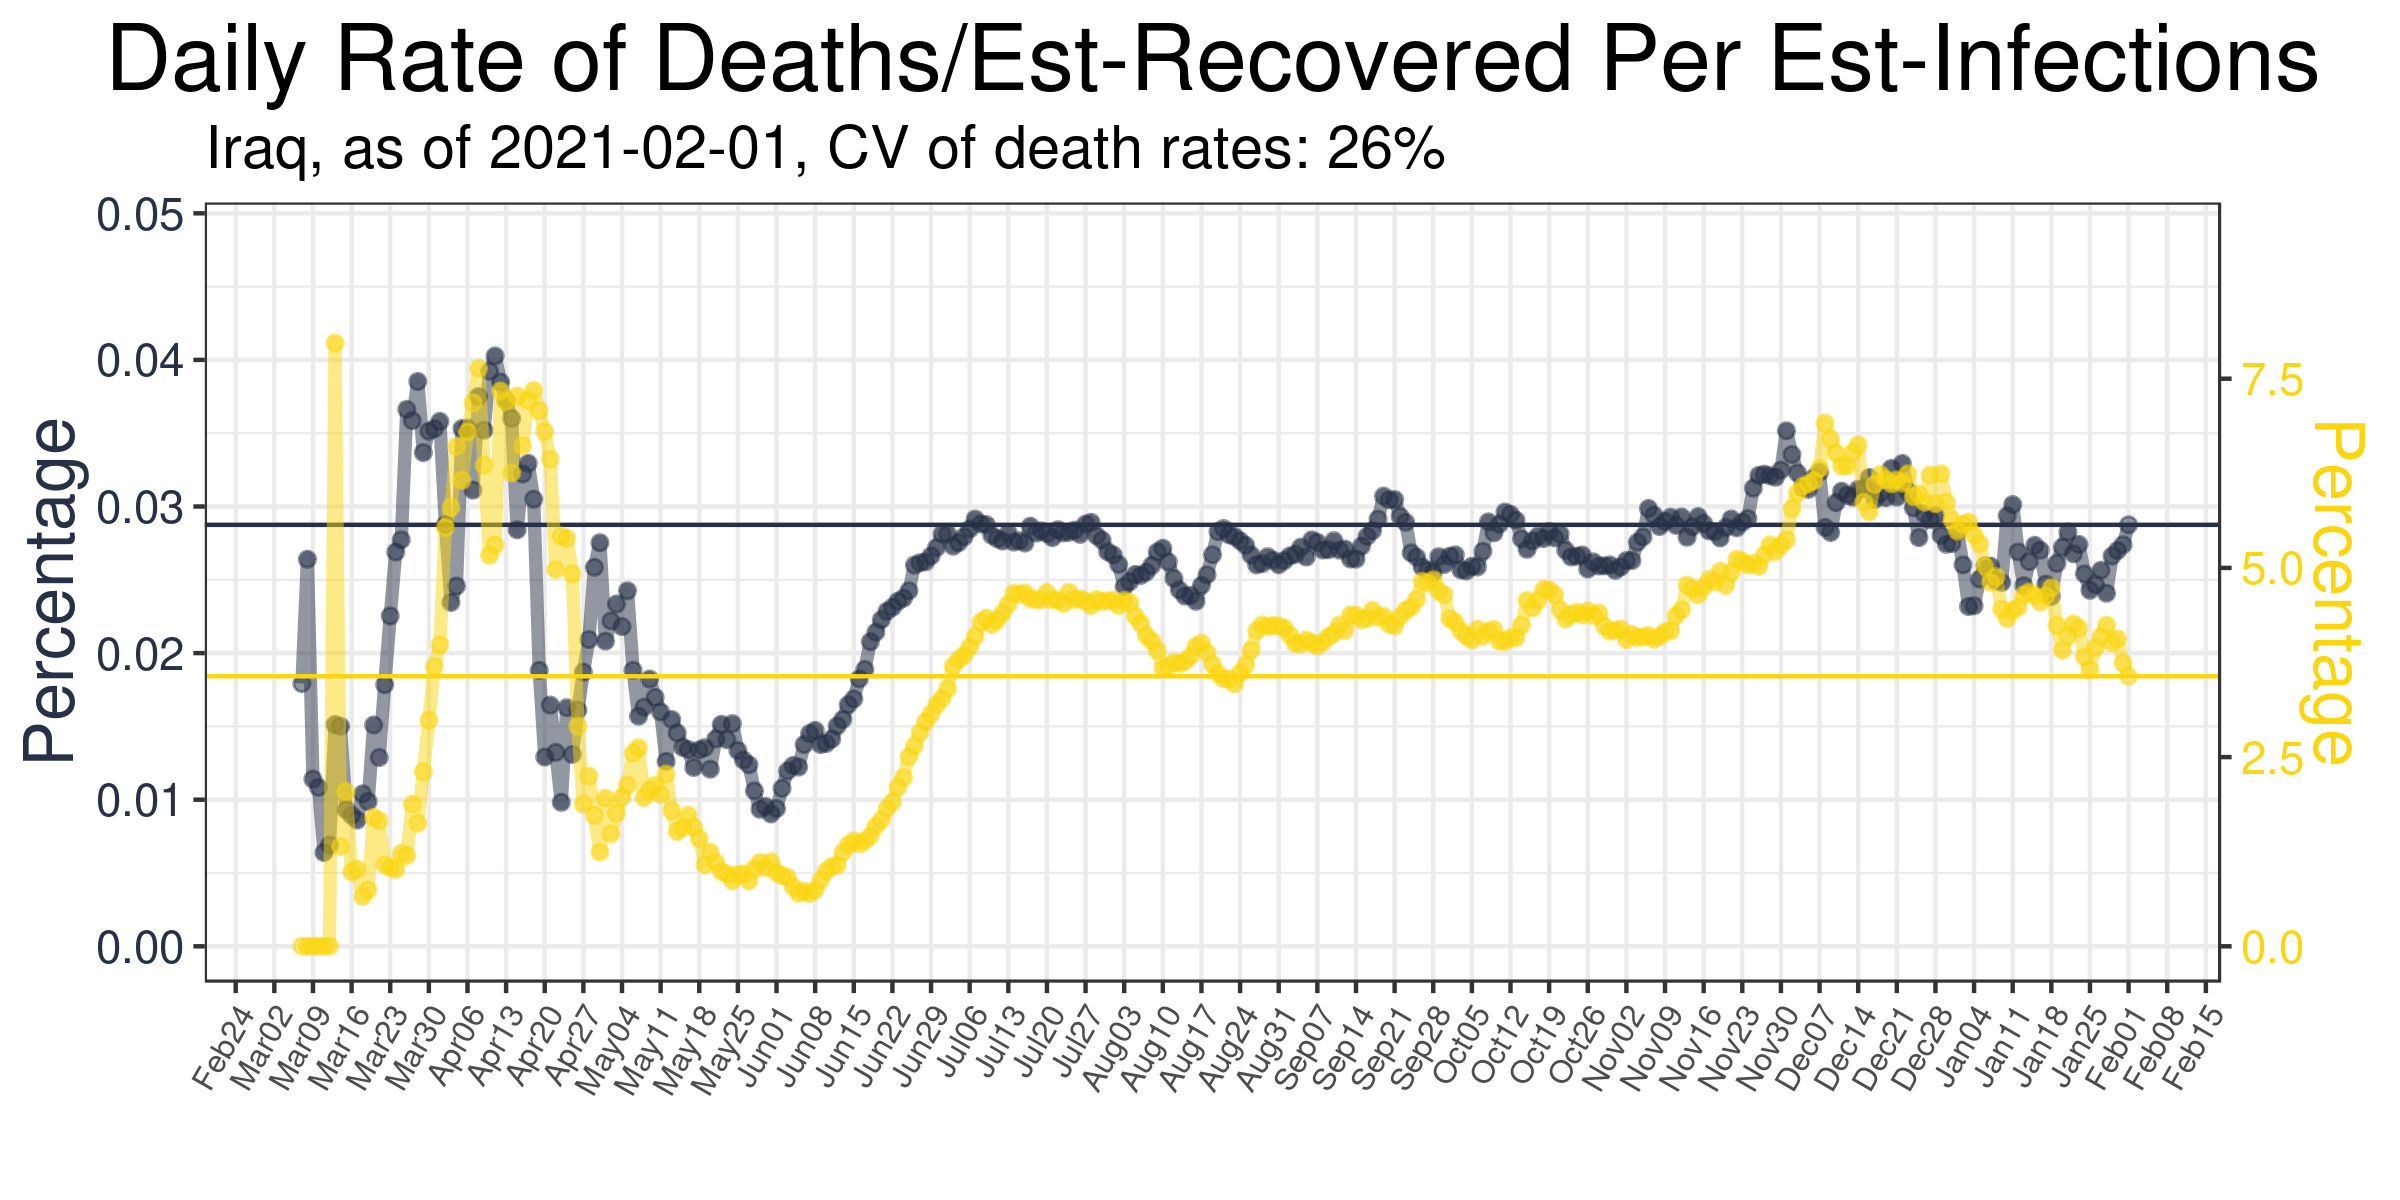 Daily Rate of Deaths/Est-Recovered Per Est-Infections
Iraq, as of 2021-02-01, CV of death rates: 26%
Percentage
0.05
0.04
0.03
0.02
0.01
0.00
7.5
5.0
2.5
0.0
Percentage
Feb24
Mar02
Mar09
Mar16
Mar23
Mar30
Apr06
Apr13
Apr20
Apr27
May04
May11
May18
May25
Jun01
Jun08
Jun15
Jun22
Jun29
Jul06
Jul13
Jul20
Jul27
Aug03
Aug10
Aug17
Aug24
Aug31
Sep07
Sep14
Sep21
Sep28
Oct05
Oct12
Oct19
Oct26
Nov02
Nov09
Nov16
Nov23
Nov30
Dec07
Dec14
Dec21
Dec28
Jan04
Jan11
Jan18
Jan25
Feb01
Feb08
Feb15